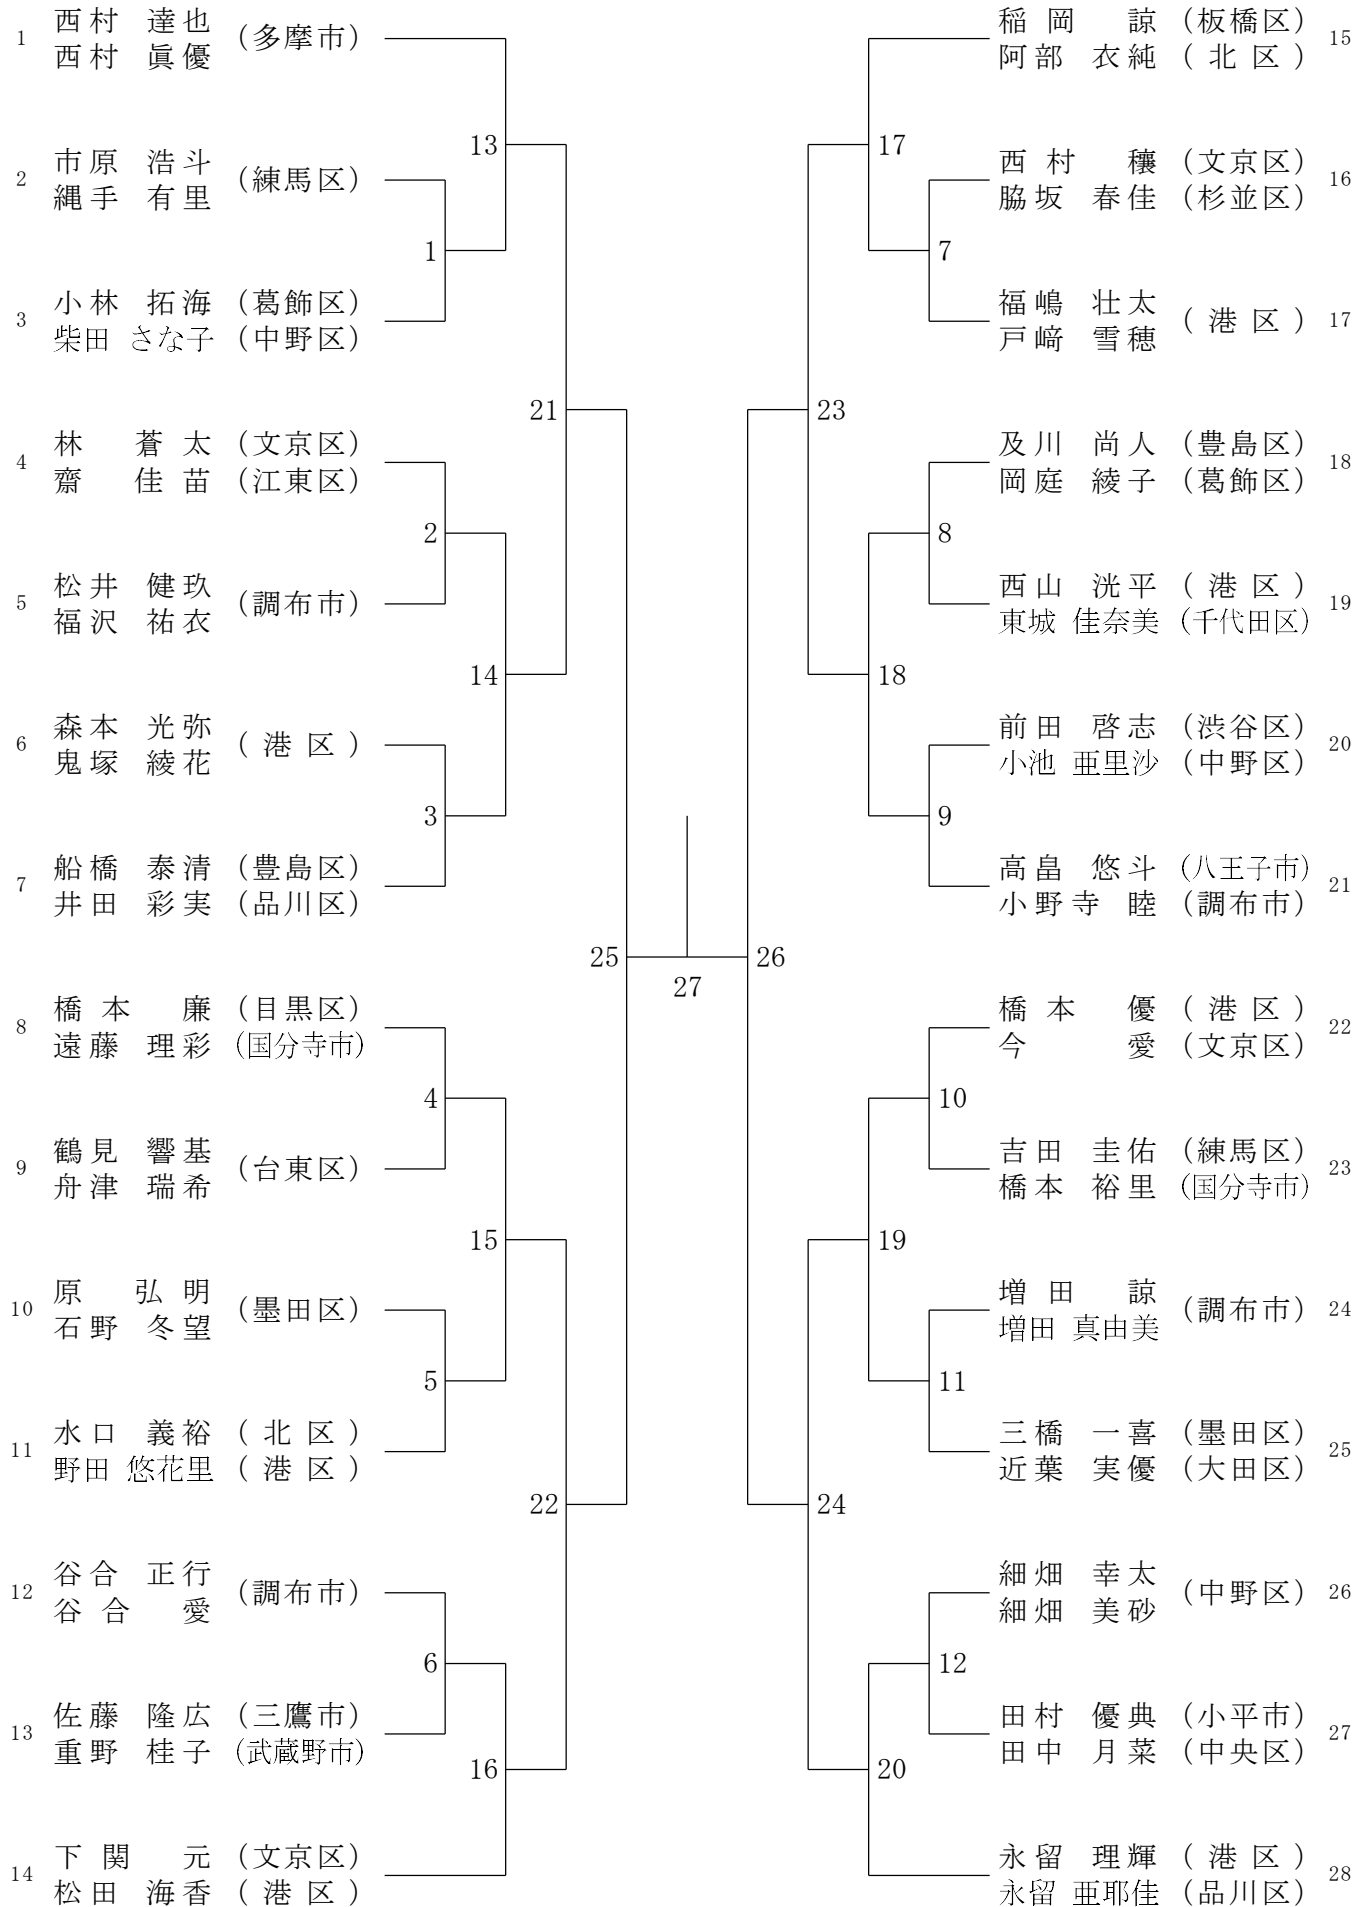 1 西村 達也 (多摩市)
西村 眞優
2 市原 浩斗 (練馬区)
縄手 有里
3 小林 拓海 (葛飾区)
柴田 さな子 (中野区)
4 林 蒼太 (文京区)
齋 佳苗 (江東区)
5 松井 健玖 (調布市)
福沢 祐衣
6 森本 光弥 (港区)
鬼塚 綾花
7 船橋 泰清 (豊島区)
井田 彩実 (品川区)
8 橋本 廉 (目黒区)
遠藤 理彩 (国分寺市)
9 鶴見 響基 (台東区)
舟津 瑞希
10 原 弘明 (墨田区)
石野 冬望
11 水口 義裕 (北区)
野田 悠花里 (港区)
12 谷合 正行 (調布市)
谷合 愛
13 佐藤 隆広 (三鷹市)
重野 桂子 (武蔵野市)
14 下関 元 (文京区)
松田 海香 (港区)
1
2
3
4
5
6
13
14
15
16
21
22
25
27
26
23
24
17
18
19
20
7
8
9
10
11
12
稲岡 諒 (板橋区) 15
阿部 衣純 (北区)
西村 穰 (文京区) 16
脇坂 春佳 (杉並区)
福嶋 壮太 (港区) 17
戸﨑 雪穂
及川 尚人 (豊島区) 18
岡庭 綾子 (葛飾区)
西山 洸平 (港区) 19
東城 佳奈美 (千代田区)
前田 啓志 (渋谷区) 20
小池 亜里沙 (中野区)
高畠 悠斗 (八王子市) 21
小野寺 睦 (調布市)
橋本 優 (港区) 22
今 愛 (文京区)
吉田 圭佑 (練馬区) 23
橋本 裕里 (国分寺市)
増田 諒 (調布市) 24
増田 真由美
三橋 一喜 (墨田区) 25
近葉 実優 (大田区)
細畑 幸太 (中野区) 26
細畑 美砂
田村 優典 (小平市) 27
田中 月菜 (中央区)
永留 理輝 (港区) 28
永留 亜耶佳 (品川区)